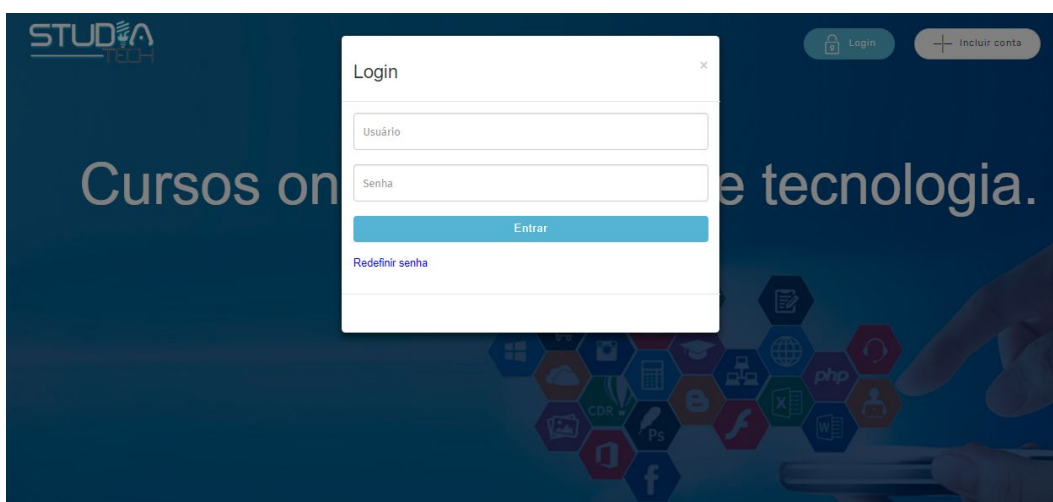 STUDIA
TECH
Login
Incluir conta
Login
×
Usuário
Senha
Entrar
Redefinir senha
Cursos on
e tecnologia.
php
CDR
Ps
X
W
f